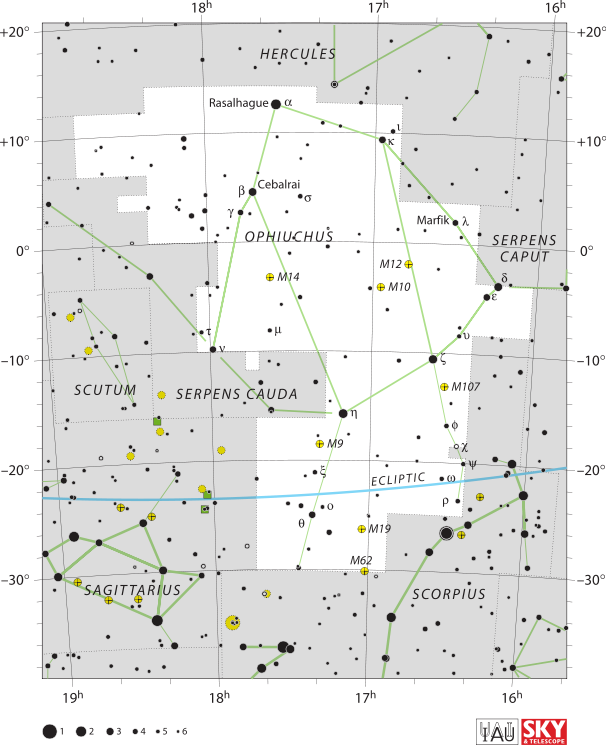 18h 17h 16h
+20° +20°
HERCULES
Rasalhague α
+10° ι +10°
κ
β Cebalrai
σ
γ
Marfik λ
OPHIUCHUS
SERPENS
CAPUT
0° 0°
M12
M14
M10
δ
ε
τ μ
υ
ν
-10° ζ -10°
SCUTUM SERPENS CAUDA M107
η
φ
M9 χ
ψ
-20° ξ ECLIPTIC ω -20°
ρ
ο
θ M19
M62
-30° -30°
SAGITTARIUS SCORPIUS
19h 18h 17h 16h
1 2 3 4 5 6
IAU SKY
& TELESCOPE